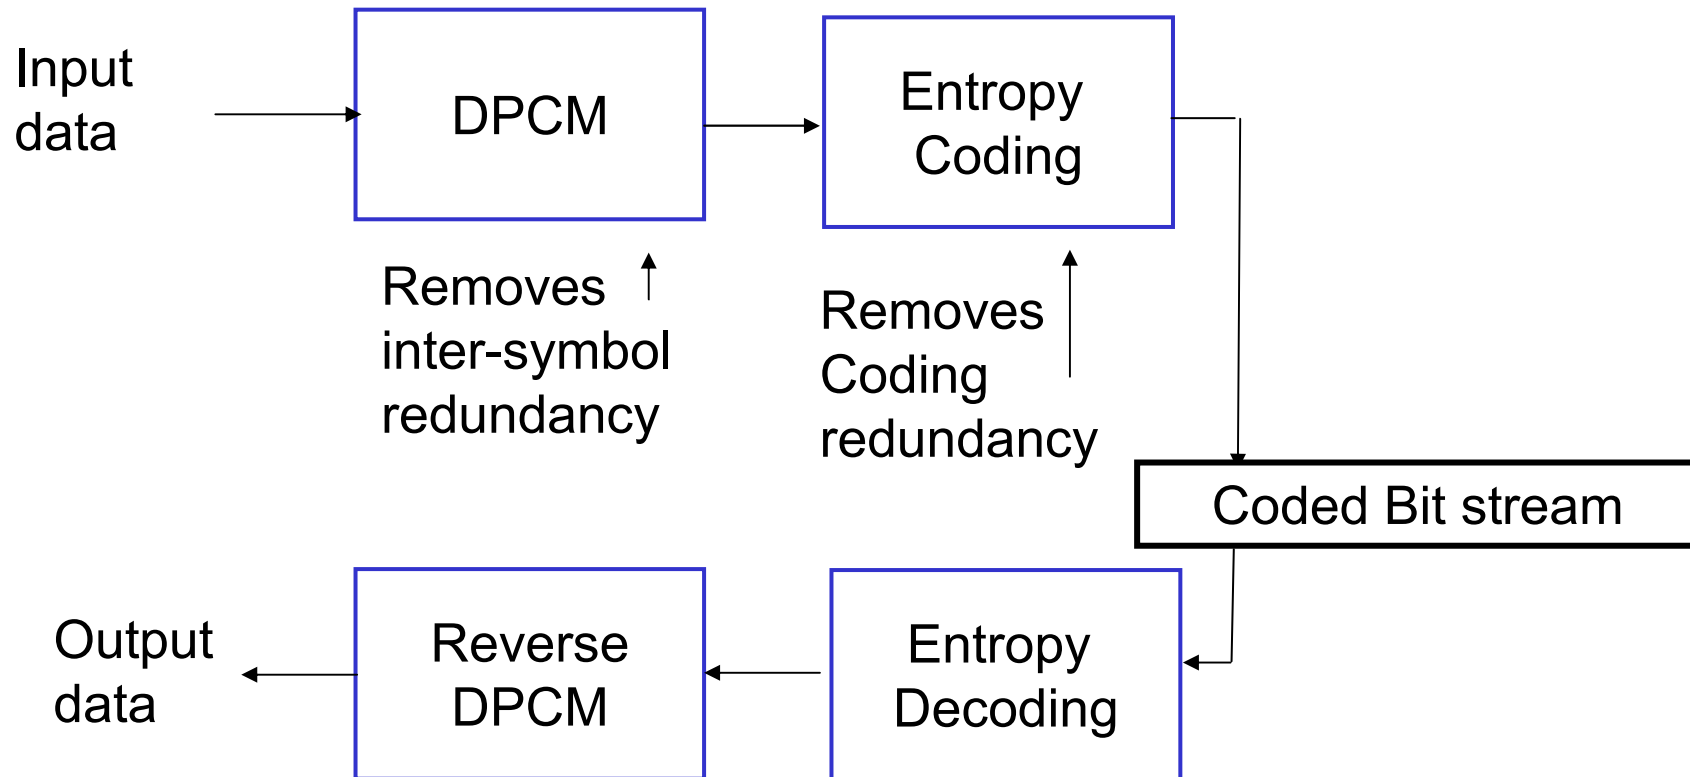 Input
data
DPCM
Entropy
Coding
Removes
inter-symbol
redundancy
Removes
Coding
redundancy
Coded Bit stream
Output
data
Reverse
DPCM
Entropy
Decoding